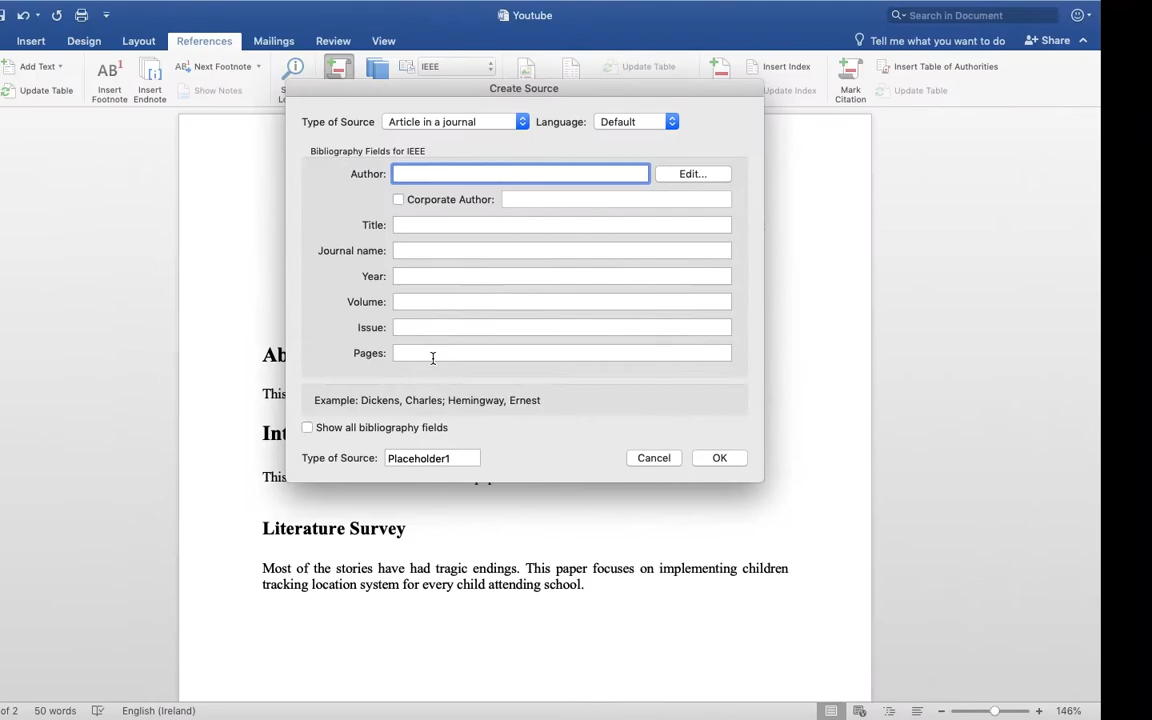 Youtube
Search in Document
Insert Design Layout References Mailings Review View
Tell me what you want to do
Share
Add Text
Update Table
AB1
Insert
Footnote
Insert
Endnote
Next Footnote
Show Notes
IEEE
Update Table
Insert Index
Update Index
Mark
Citation
Insert Table of Authorities
Update Table
Create Source
Type of Source Article in a journal Language: Default
Bibliography Fields for IEEE
Author: Edit...
Corporate Author:
Title:
Journal name:
Year:
Volume:
Issue:
Pages:
Example: Dickens, Charles; Hemingway, Ernest
Show all bibliography fields
Type of Source: Placeholder1 Cancel OK
Ab
This
Int
This
Literature Survey
Most of the stories have had tragic endings. This paper focuses on implementing children
tracking location system for every child attending school.
of 2 50 words English (Ireland) 146%